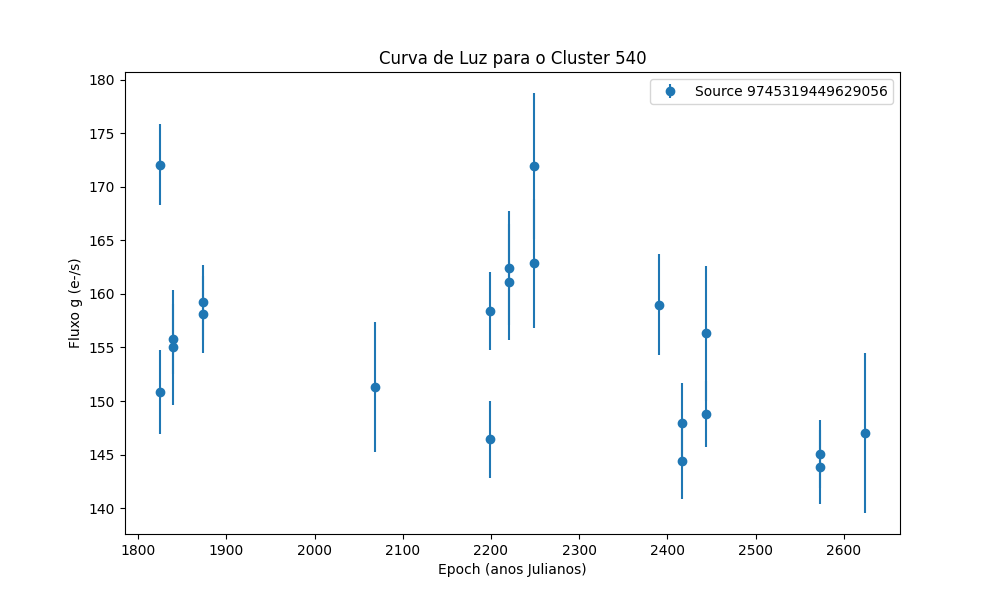 Curva de Luz para o Cluster 540
Source 9745319449629056
Fluxo g (e-/s)
180
175
170
165
160
155
150
145
140
1800 1900 2000 2100 2200 2300 2400 2500 2600
Epoch (anos Julianos)